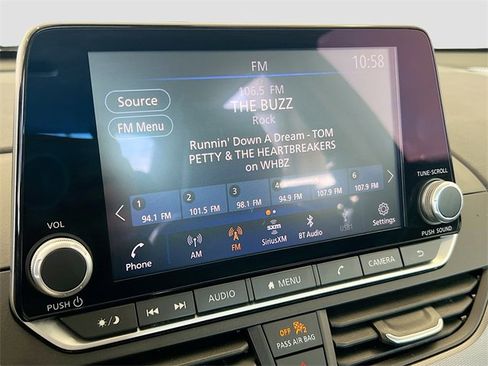 FM
10:58
Source
106.5 FM
THE BUZZ
Rock
FM Menu
Runnin' Down A Dream - TOM
PETTY & THE HEARTBREAKERS
on WHBZ
1 2 3 4 6
94.1 FM 101.5 FM 98.1 FM 94.9 FM 107.9 FM 107.9 FM
Phone AM FM SiriusXM BT Audio USB1 Settings
sxm
VOL
PUSH
TUNE·SCROLL
PUSH SOUND
AUDIO MENU CAMERA
OFF 2
PASS AIR BAG